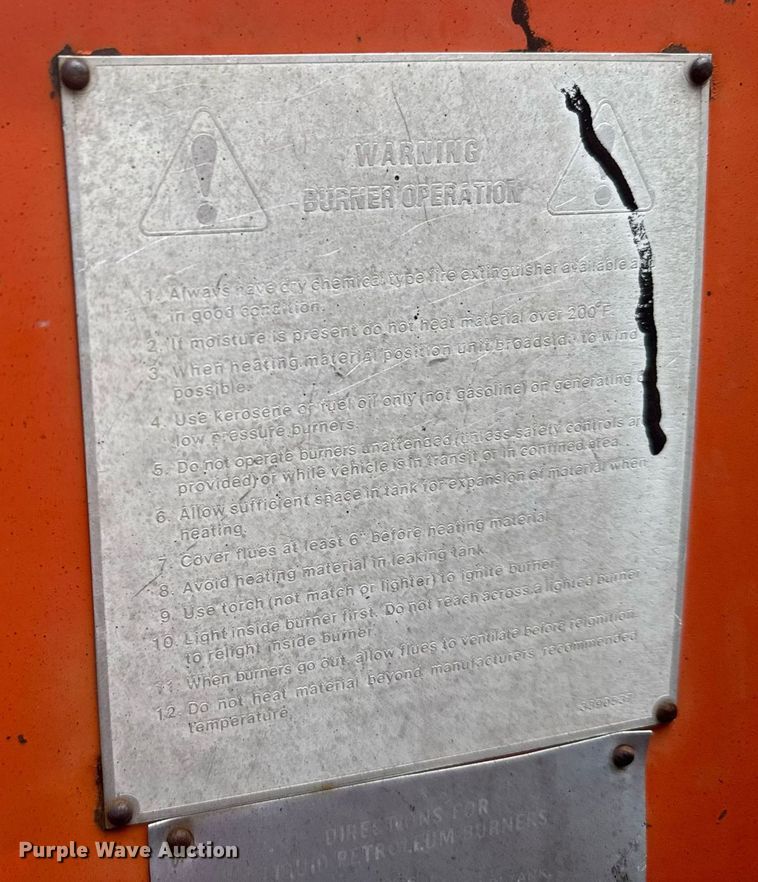 WARNING
BURNER OPERATION
1. Always have dry chemical type fire extinguisher available
in good condition.
2. If moisture is present do not heat material over 200°F.
3. When heating material position unit broadside to wind
possible.
4. Use kerosene or fuel oil only (not gasoline) on generating
low pressure burners
5. Do not operate burners unattended (unless safety controls are
provided) or while vehicle is in transit or in confined area.
6. Allow sufficient space in tank for expansion of material when
heating.
7. Cover flues at least 6" before heating material.
8. Avoid heating material in leaking tank.
9. Use torch (not match or lighter) to ignite burner.
10. Light inside burner first. Do not reach across a lighted burner
to relight inside burner.
11. When burners go out, allow flues to ventilate before reignition.
12. Do not heat material beyond manufacturers recommended
temperature.
DIRECTIONS FOR
LIQUID PETROLEUM BURNERS
TANK.
Purple Wave Auction